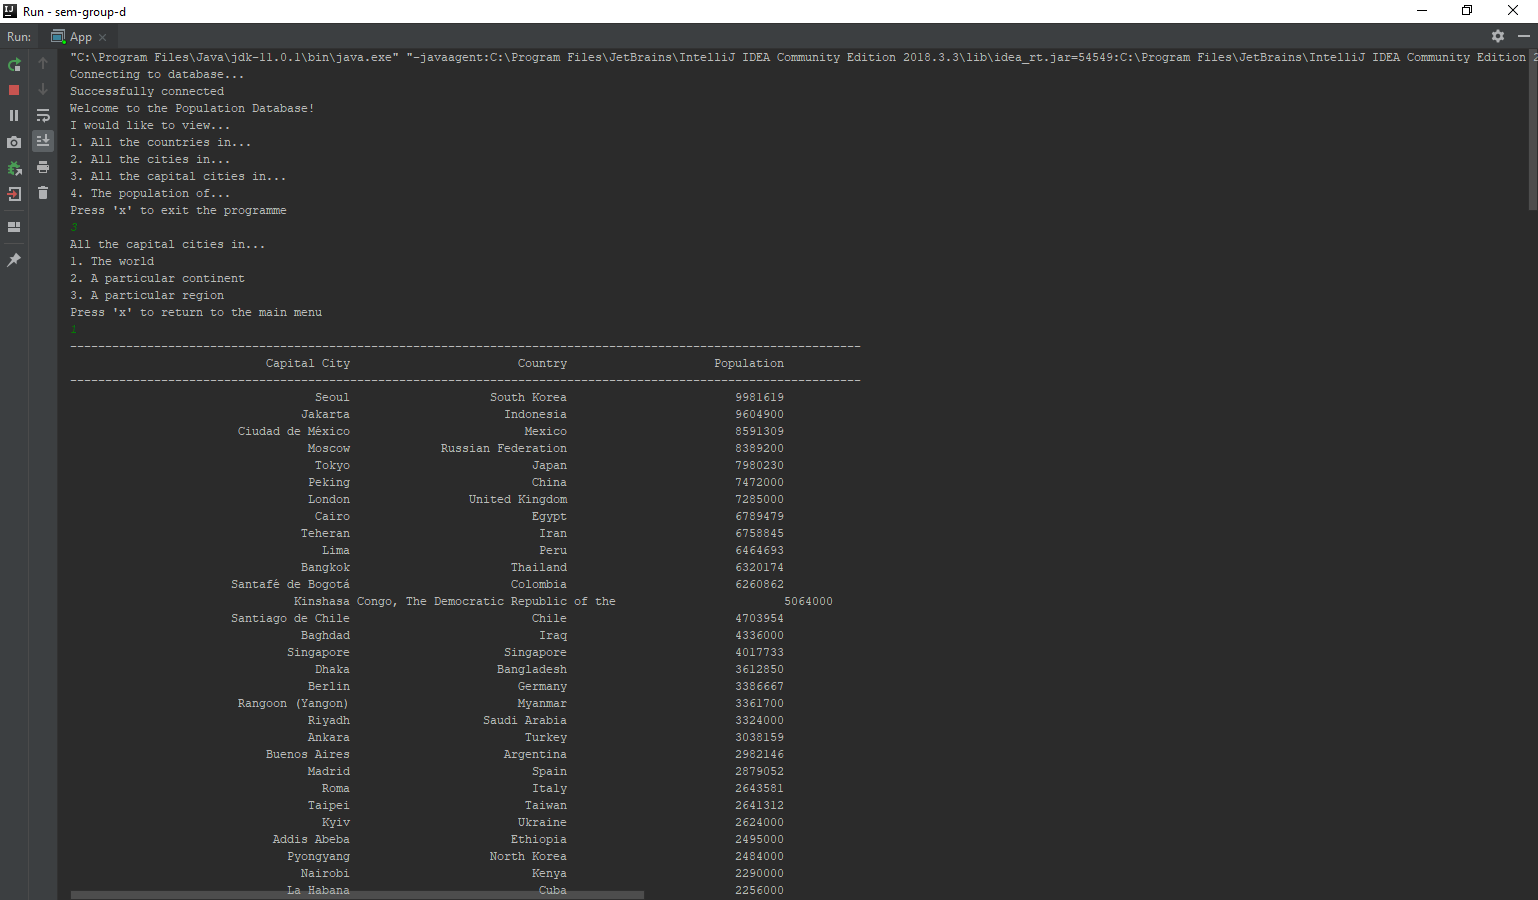 Run - sem-group-d
Run: App
"C:\Program Files\Java\jdk-11.0.1\bin\java.exe" "-javaagent:C:\Program Files\JetBrains\IntelliJ IDEA Community Edition 2018.3.3\lib\idea_rt.jar=54549:C:\Program Files\JetBrains\IntelliJ IDEA Community Edition 2
Connecting to database...
Successfully connected
Welcome to the Population Database!
I would like to view...
1. All the countries in...
2. All the cities in...
3. All the capital cities in...
4. The population of...
Press 'x' to exit the programme
3
All the capital cities in...
1. The world
2. A particular continent
3. A particular region
Press 'x' to return to the main menu
1
-----------------------------------------------------------------------------------------------------------------
Capital City Country Population
-----------------------------------------------------------------------------------------------------------------
Seoul South Korea 9981619
Jakarta Indonesia 9604900
Ciudad de México Mexico 8591309
Moscow Russian Federation 8389200
Tokyo Japan 7980230
Peking China 7472000
London United Kingdom 7285000
Cairo Egypt 6789479
Teheran Iran 6758845
Lima Peru 6464693
Bangkok Thailand 6320174
Santafé de Bogotá Colombia 6260862
Kinshasa Congo, The Democratic Republic of the 5064000
Santiago de Chile Chile 4703954
Baghdad Iraq 4336000
Singapore Singapore 4017733
Dhaka Bangladesh 3612850
Berlin Germany 3386667
Rangoon (Yangon) Myanmar 3361700
Riyadh Saudi Arabia 3324000
Ankara Turkey 3038159
Buenos Aires Argentina 2982146
Madrid Spain 2879052
Roma Italy 2643581
Taipei Taiwan 2641312
Kyiv Ukraine 2624000
Addis Abeba Ethiopia 2495000
Pyongyang North Korea 2484000
Nairobi Kenya 2290000
La Habana Cuba 2256000